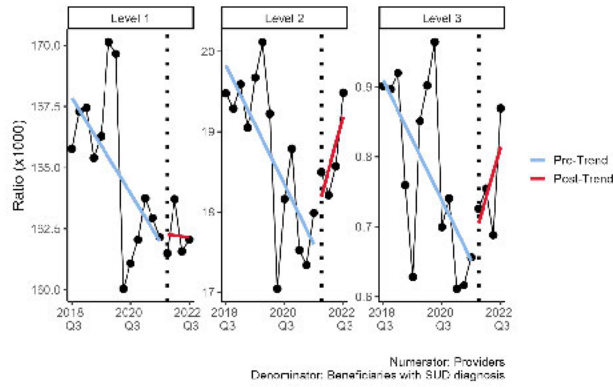 Level 1
Level 2
Level 3
170.0
157.5
155.0
152.5
150.0
20
19
18
17
0.9
0.8
0.7
0.6
Ratio (x1000)
2018 Q3
2020 Q3
2022 Q3
2018 Q3
2020 Q3
2022 Q3
2018 Q3
2020 Q3
2022 Q3
Pre-Trend
Post-Trend
Numerator: Providers
Denominator: Beneficiaries with SUD diagnosis